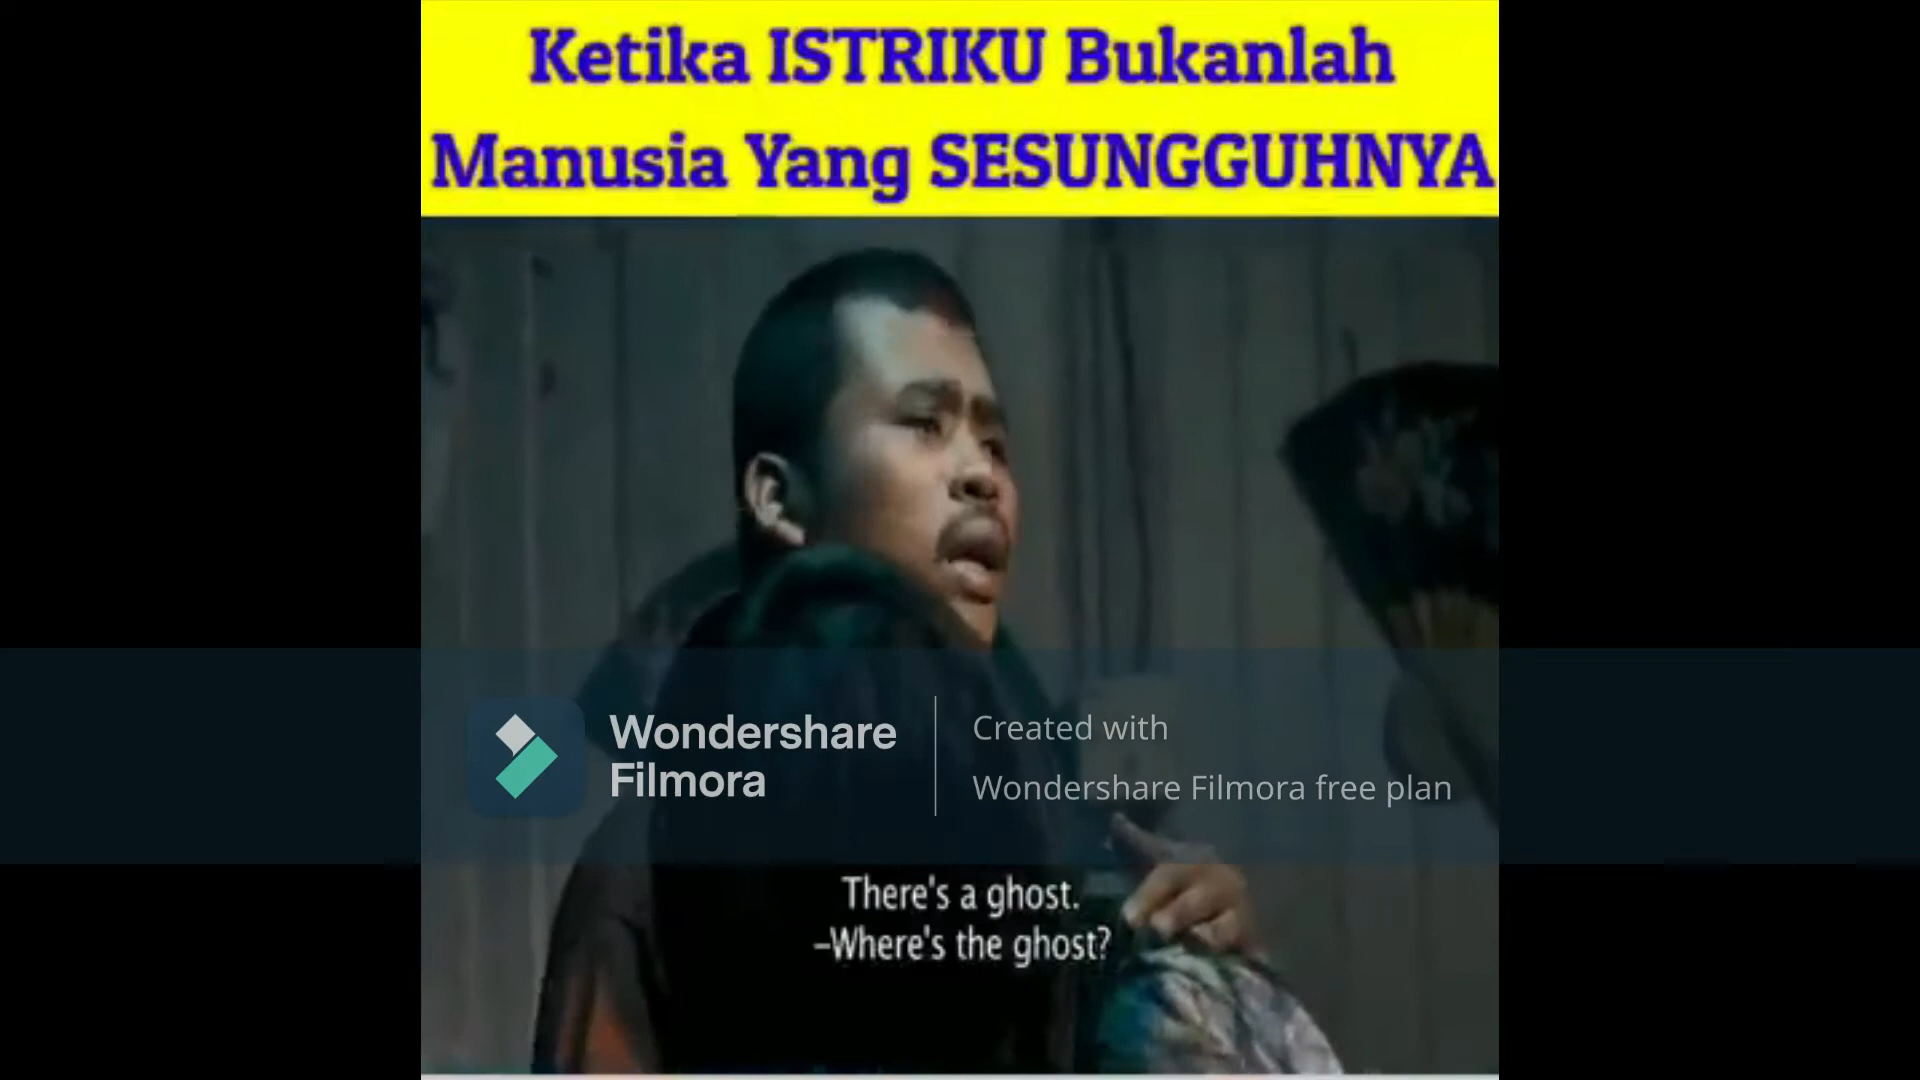 Ketika ISTRIKU Bukanlah
Manusia Yang SESUNGGUHNYA
Wondershare
Filmora
Created with
Wondershare Filmora free plan
There's a ghost.
–Where's the ghost?